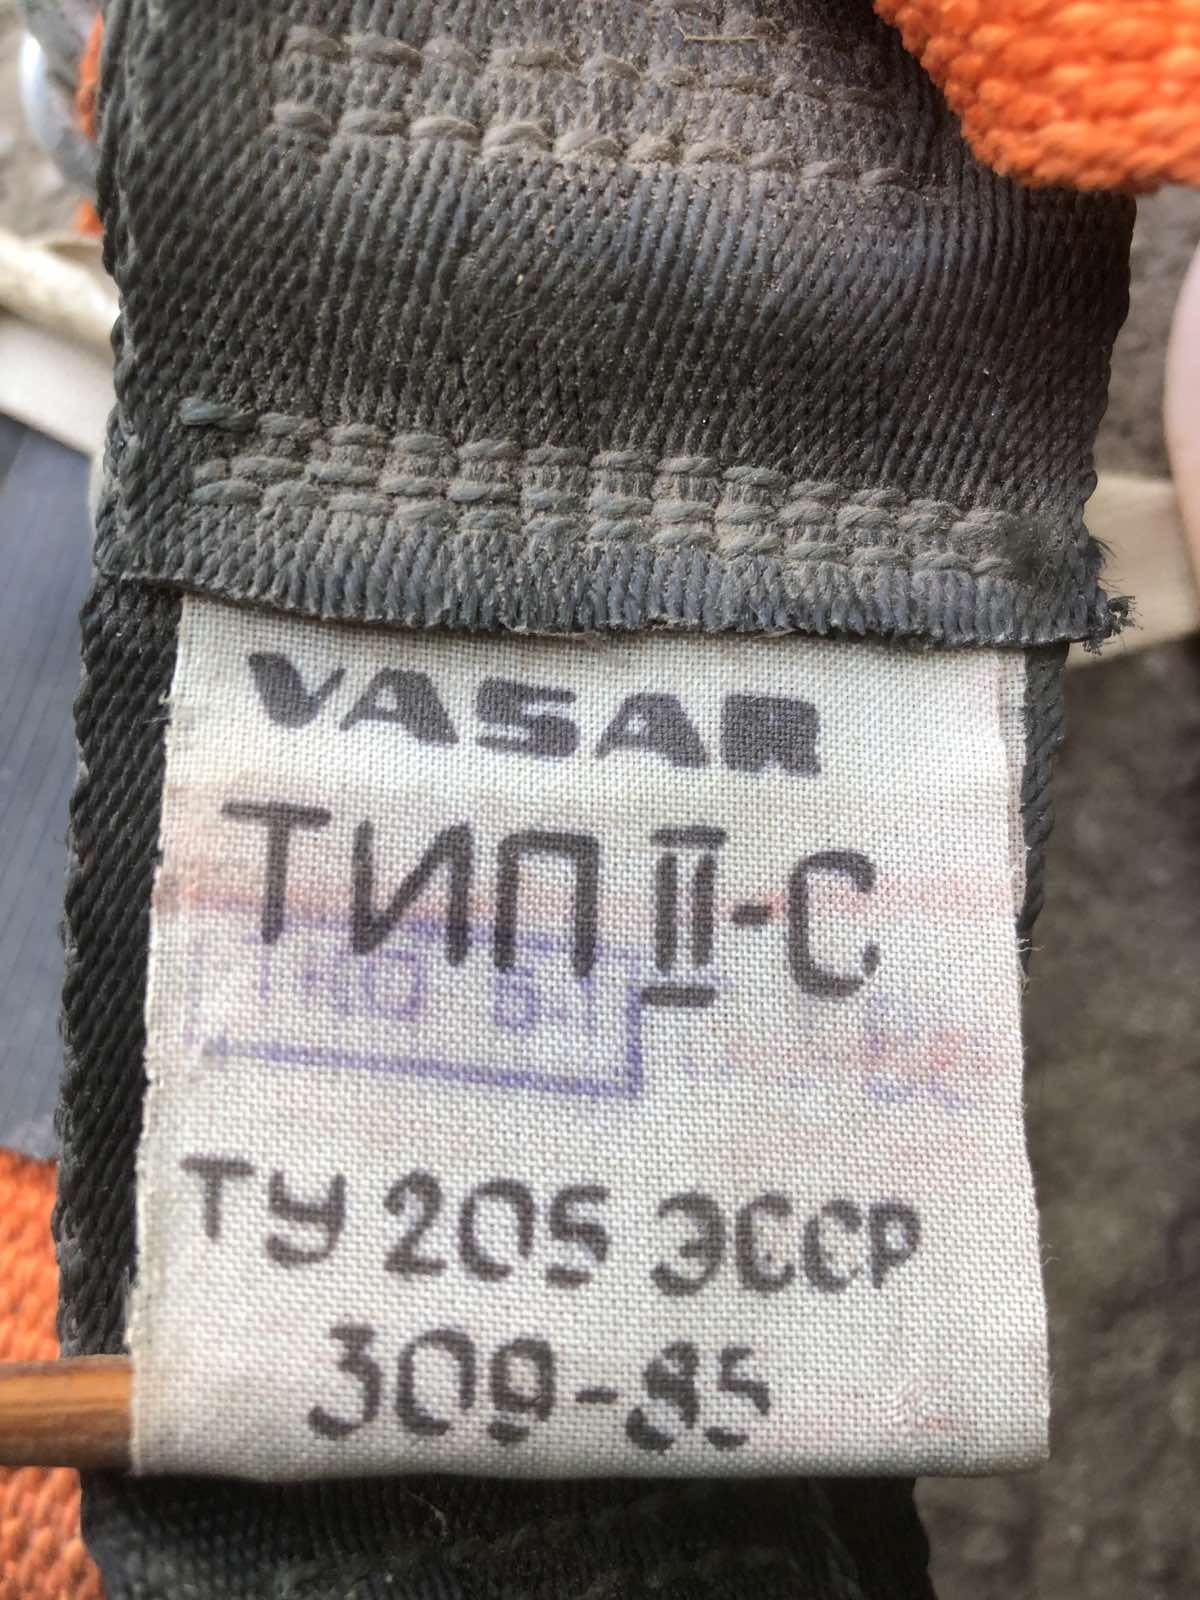 VASAR
ТИП II-С
ТУ 205 ЭССР
309-85